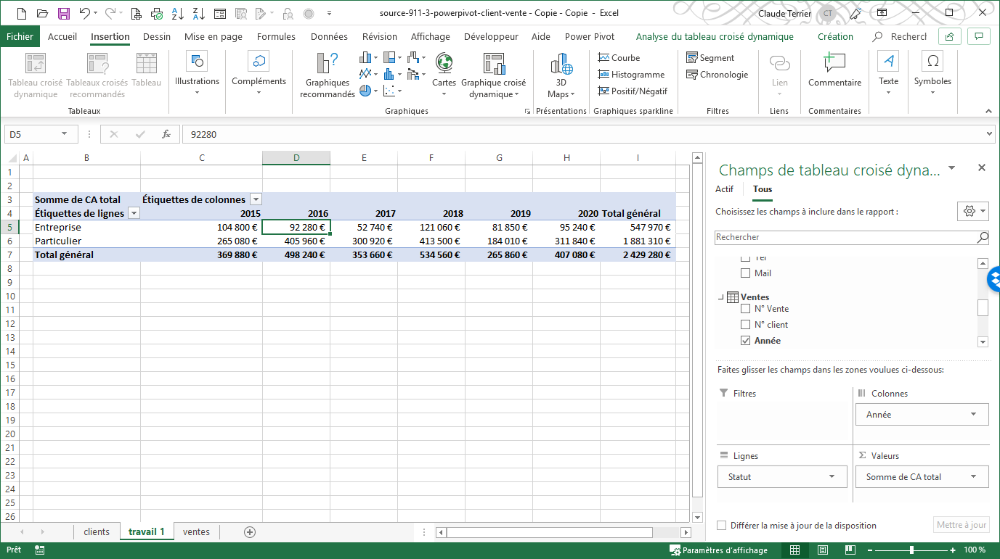 source-911-3-powerpivot-client-vente - Copie - Copie - Excel
Claude Terrier
CT
Fichier Accueil Insertion Dessin Mise en page Formules Données Révision Affichage Développeur Aide Power Pivot Analyse du tableau croisé dynamique Création Recherch
Tableau croisé dynamique
Tableaux croisés recommandés
Tableau
Tableaux
Illustrations
Compléments
Graphiques recommandés
Cartes
Graphique croisé dynamique
Graphiques
3D Maps
Présentations
Courbe
Histogramme
Positif/Négatif
Graphiques sparkline
Segment
Chronologie
Filtres
Lien
Liens
Commentaire
Commentaires
Texte
Symboles
D5
fx
92280
A B C D E F G H I
1
2
3 Somme de CA total Étiquettes de colonnes
4 Étiquettes de lignes 2015 2016 2017 2018 2019 2020 Total général
5 Entreprise 104 800 € 92 280 € 52 740 € 121 060 € 81 850 € 95 240 € 547 970 €
6 Particulier 265 080 € 405 960 € 300 920 € 413 500 € 184 010 € 311 840 € 1 881 310 €
7 Total général 369 880 € 498 240 € 353 660 € 534 560 € 265 860 € 407 080 € 2 429 280 €
8
9
10
11
12
13
14
15
16
17
18
19
20
21
22
23
24
25
26
Champs de tableau croisé dyna...
Actif Tous
Choisissez les champs à inclure dans le rapport :
Rechercher
Tel
Mail
Ventes
N° Vente
N° client
Année
Faites glisser les champs dans les zones voulues ci-dessous:
Filtres
Colonnes
Année
Lignes
Statut
Σ Valeurs
Somme de CA total
Différer la mise à jour de la disposition
Mettre à jour
clients travail 1 ventes
Prêt
Paramètres d'affichage
100 %